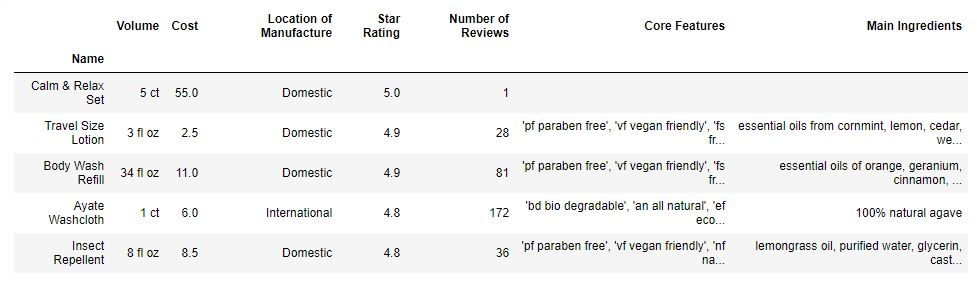 Volume Cost Location of Manufacture Star Rating Number of Reviews Core Features Main Ingredients
Name
Calm & Relax Set 5 ct 55.0 Domestic 5.0 1
Travel Size Lotion 3 fl oz 2.5 Domestic 4.9 28 'pf paraben free', 'vf vegan friendly', 'fs fr... essential oils from cornmint, lemon, cedar, we...
Body Wash Refill 34 fl oz 11.0 Domestic 4.9 81 'pf paraben free', 'vf vegan friendly', 'fs fr... essential oils of orange, geranium, cinnamon, ...
Ayate Washcloth 1 ct 6.0 International 4.8 172 'bd bio degradable', 'an all natural', 'ef eco... 100% natural agave
Insect Repellent 8 fl oz 8.5 Domestic 4.8 36 'pf paraben free', 'vf vegan friendly', 'nf na... lemongrass oil, purified water, glycerin, cast...